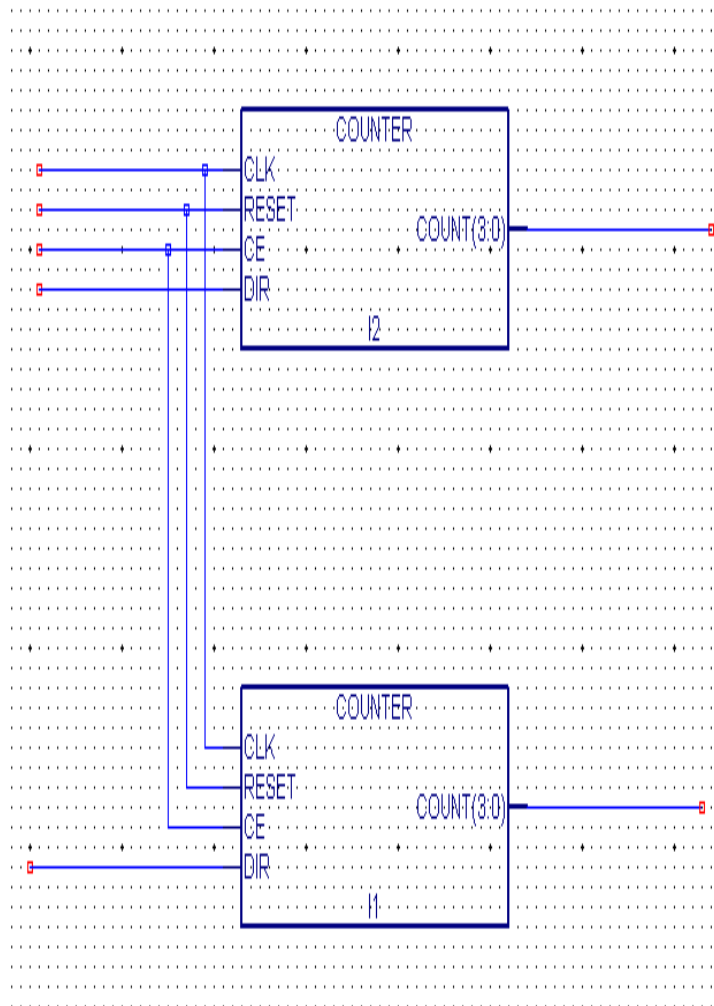 COUNTER
CLK
RESET
COUNT(3:0)
CE
DIR
I2
COUNTER
CLK
RESET
COUNT(3:0)
CE
DIR
I1